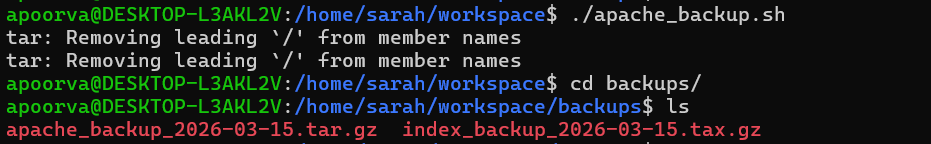 apoorva@DESKTOP-L3AKL2V:/home/sarah/workspace$ ./apache_backup.sh
tar: Removing leading `/' from member names
tar: Removing leading `/' from member names
apoorva@DESKTOP-L3AKL2V:/home/sarah/workspace$ cd backups/
apoorva@DESKTOP-L3AKL2V:/home/sarah/workspace/backups$ ls
apache_backup_2026-03-15.tar.gz  index_backup_2026-03-15.tax.gz